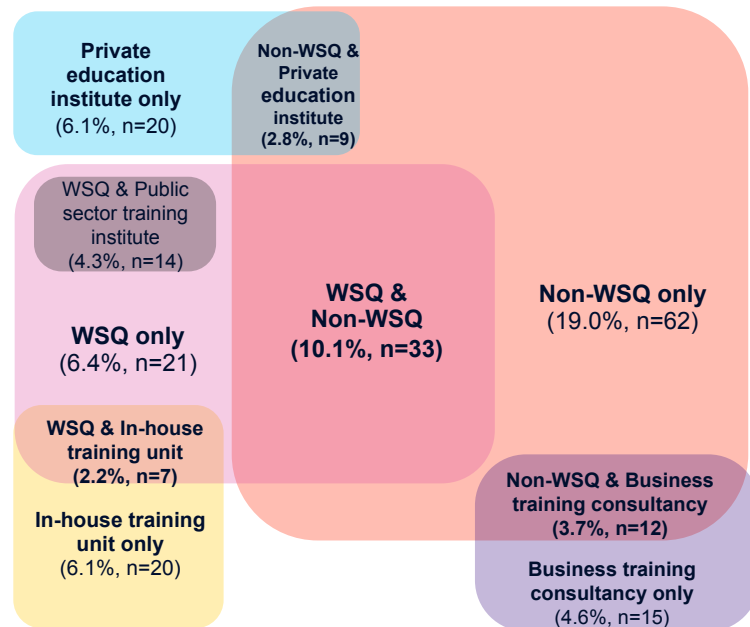 Private
education
institute only
(6.1%, n=20)
Non-WSQ &
Private
education
institute
(2.8%, n=9)
WSQ & Public
sector training
institute
(4.3%, n=14)
WSQ only
(6.4%, n=21)
WSQ &
Non-WSQ
(10.1%, n=33)
Non-WSQ only
(19.0%, n=62)
WSQ & In-house
training unit
(2.2%, n=7)
In-house training
unit only
(6.1%, n=20)
Non-WSQ & Business
training consultancy
(3.7%, n=12)
Business training
consultancy only
(4.6%, n=15)